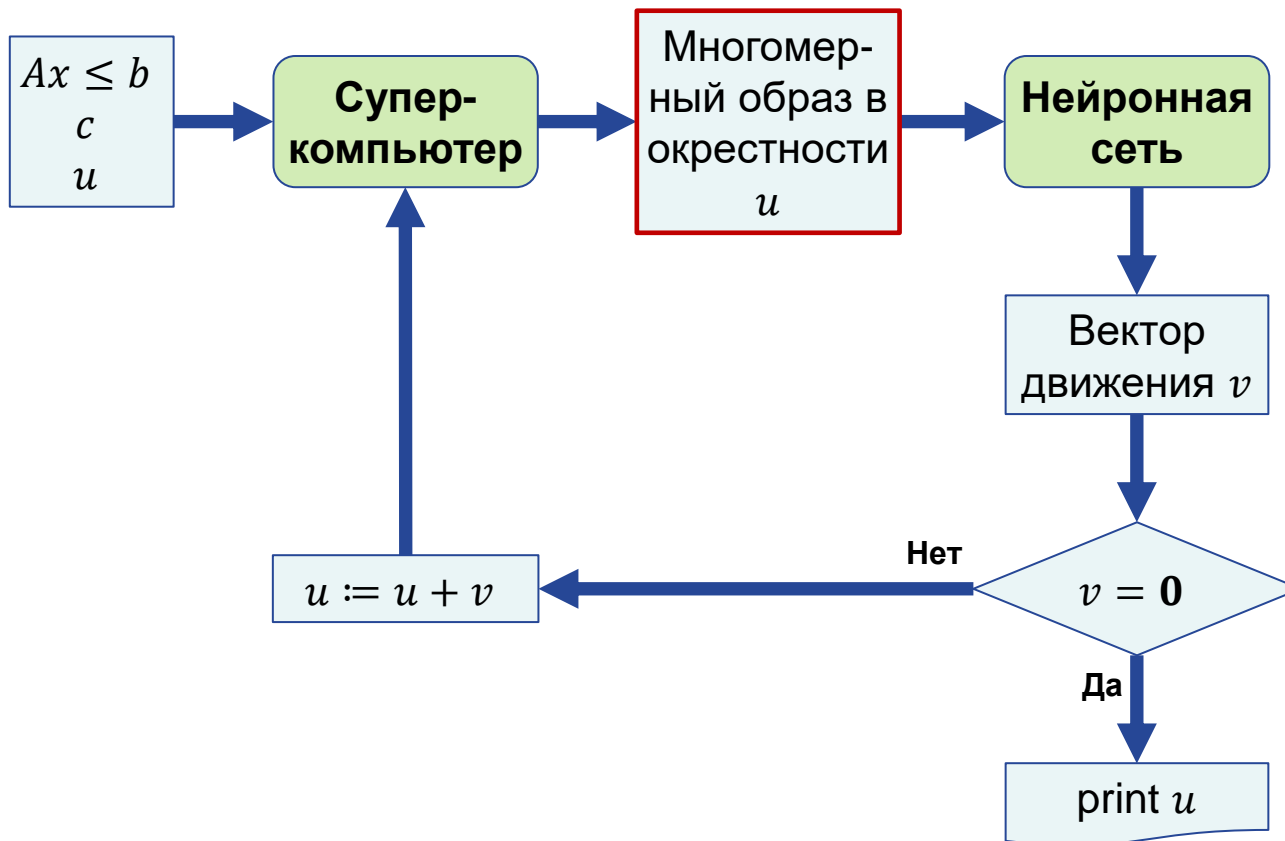 Ax ≤ b
c
u
Супер-
компьютер
Многомер-
ный образ в
окрестности
u
Нейронная
сеть
Вектор
движения v
Нет
u ≔ u + v
v = 0
Да
print u